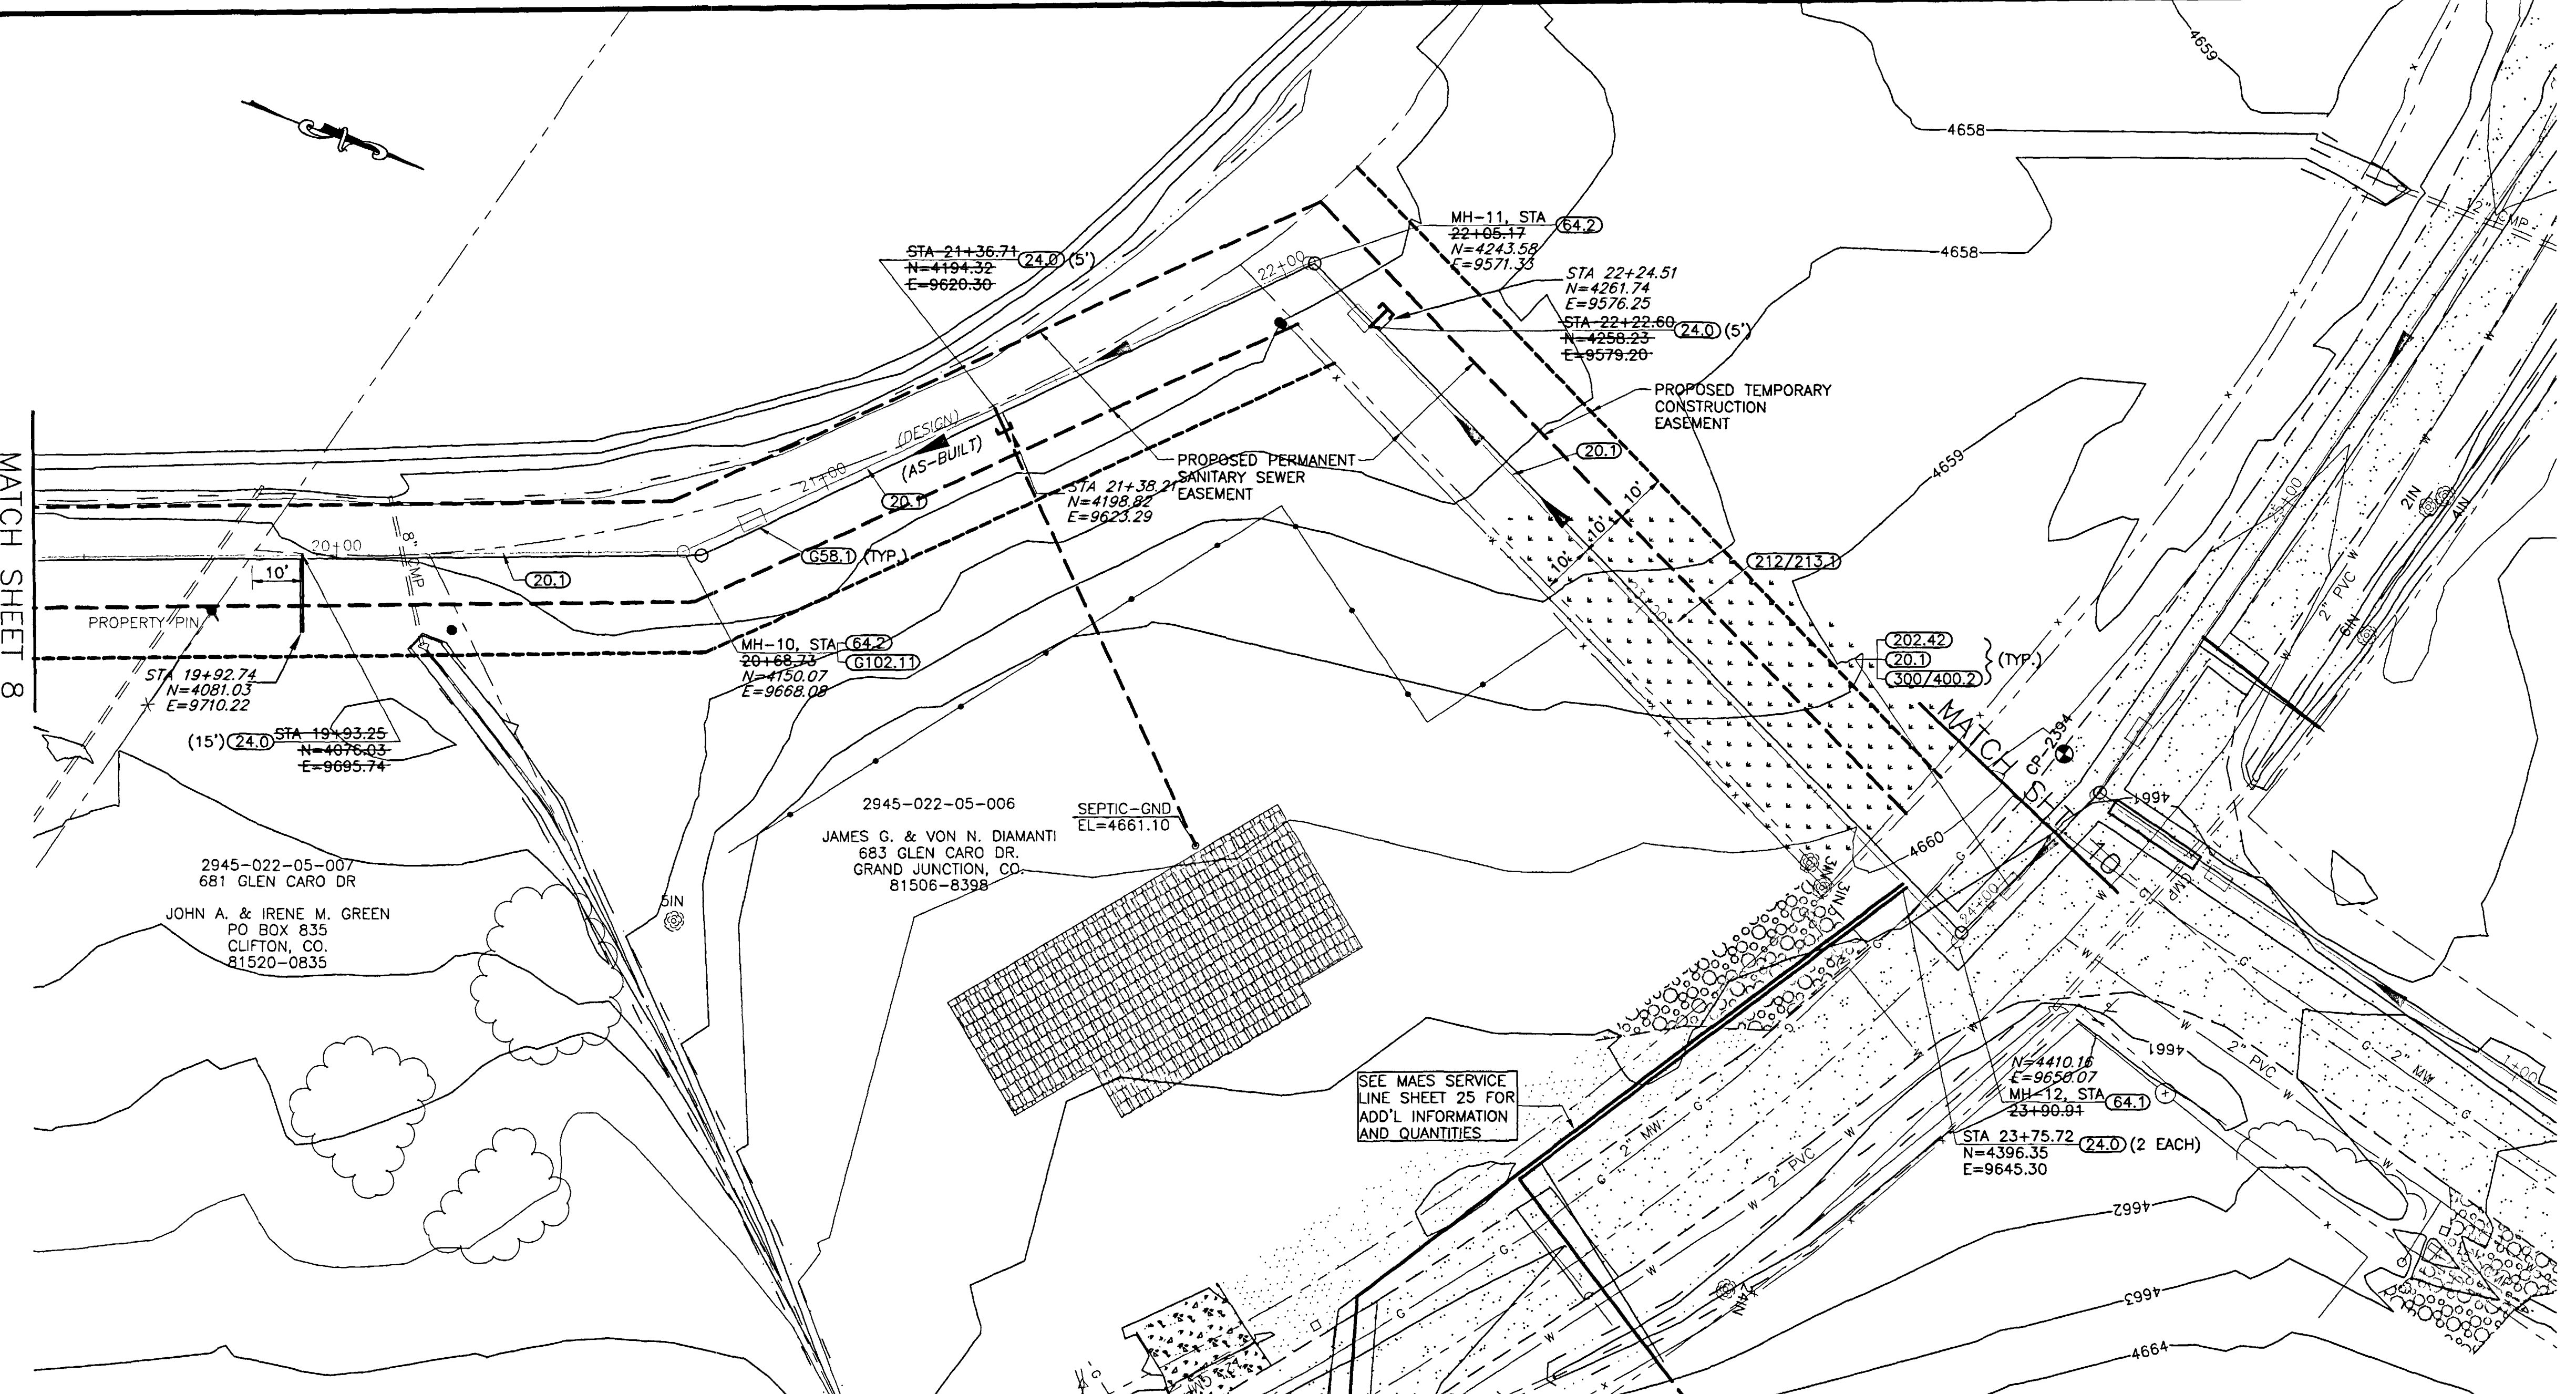 4659
4658
4658
12" CMP
MH-11, STA
22+05.17
64.2
N=4243.58
E=9571.33
STA 21+36.71
24.0 (5')
N=4194.32
E=9620.30
22+00
STA 22+24.51
N=4261.74
E=9576.25
STA 22+22.60
24.0 (5')
N=4258.23
E=9579.20
PROPOSED TEMPORARY
CONSTRUCTION
EASEMENT
(DESIGN)
(AS-BUILT)
PROPOSED PERMANENT
SANITARY SEWER
EASEMENT
20.1
4659
21+00
20.1
STA 21+38.21
N=4198.82
E=9623.29
10'
10'
10'
25+00
2IN
4IN
MATCH SHEET 8
20+00
8" CMP
G58.1 (TYP.)
212/213.1
10'
20.1
23+00
2" PVC
6IN
PROPERTY PIN
MH-10, STA
64.2
20+68.73
G102.11
N=4150.07
E=9668.08
202.42
20.1
300/400.2
(TYP.)
STA 19+92.74
N=4081.03
E=9710.22
(15') 24.0 STA 19+93.25
N=4076.03
E=9695.74
MATCH SHT 10
CP-2394
4661
2945-022-05-006
SEPTIC-GND
EL=4661.10
JAMES G. & VON N. DIAMANTI
683 GLEN CARO DR.
GRAND JUNCTION, CO.
81506-8398
4660
2945-022-05-007
681 GLEN CARO DR
JOHN A. & IRENE M. GREEN
PO BOX 835
CLIFTON, CO.
81520-0835
5IN
3IN
3IN
24+00
CMP
SEE MAES SERVICE
LINE SHEET 25 FOR
ADD'L INFORMATION
AND QUANTITIES
2" MW
2" PVC
N=4410.16
E=9650.07
MH-12, STA
64.1
23+90.91
4661
2" PVC
2" MW
1+00
STA 23+75.72
24.0 (2 EACH)
N=4396.35
E=9645.30
4662
24IN
4663
4664
CMP